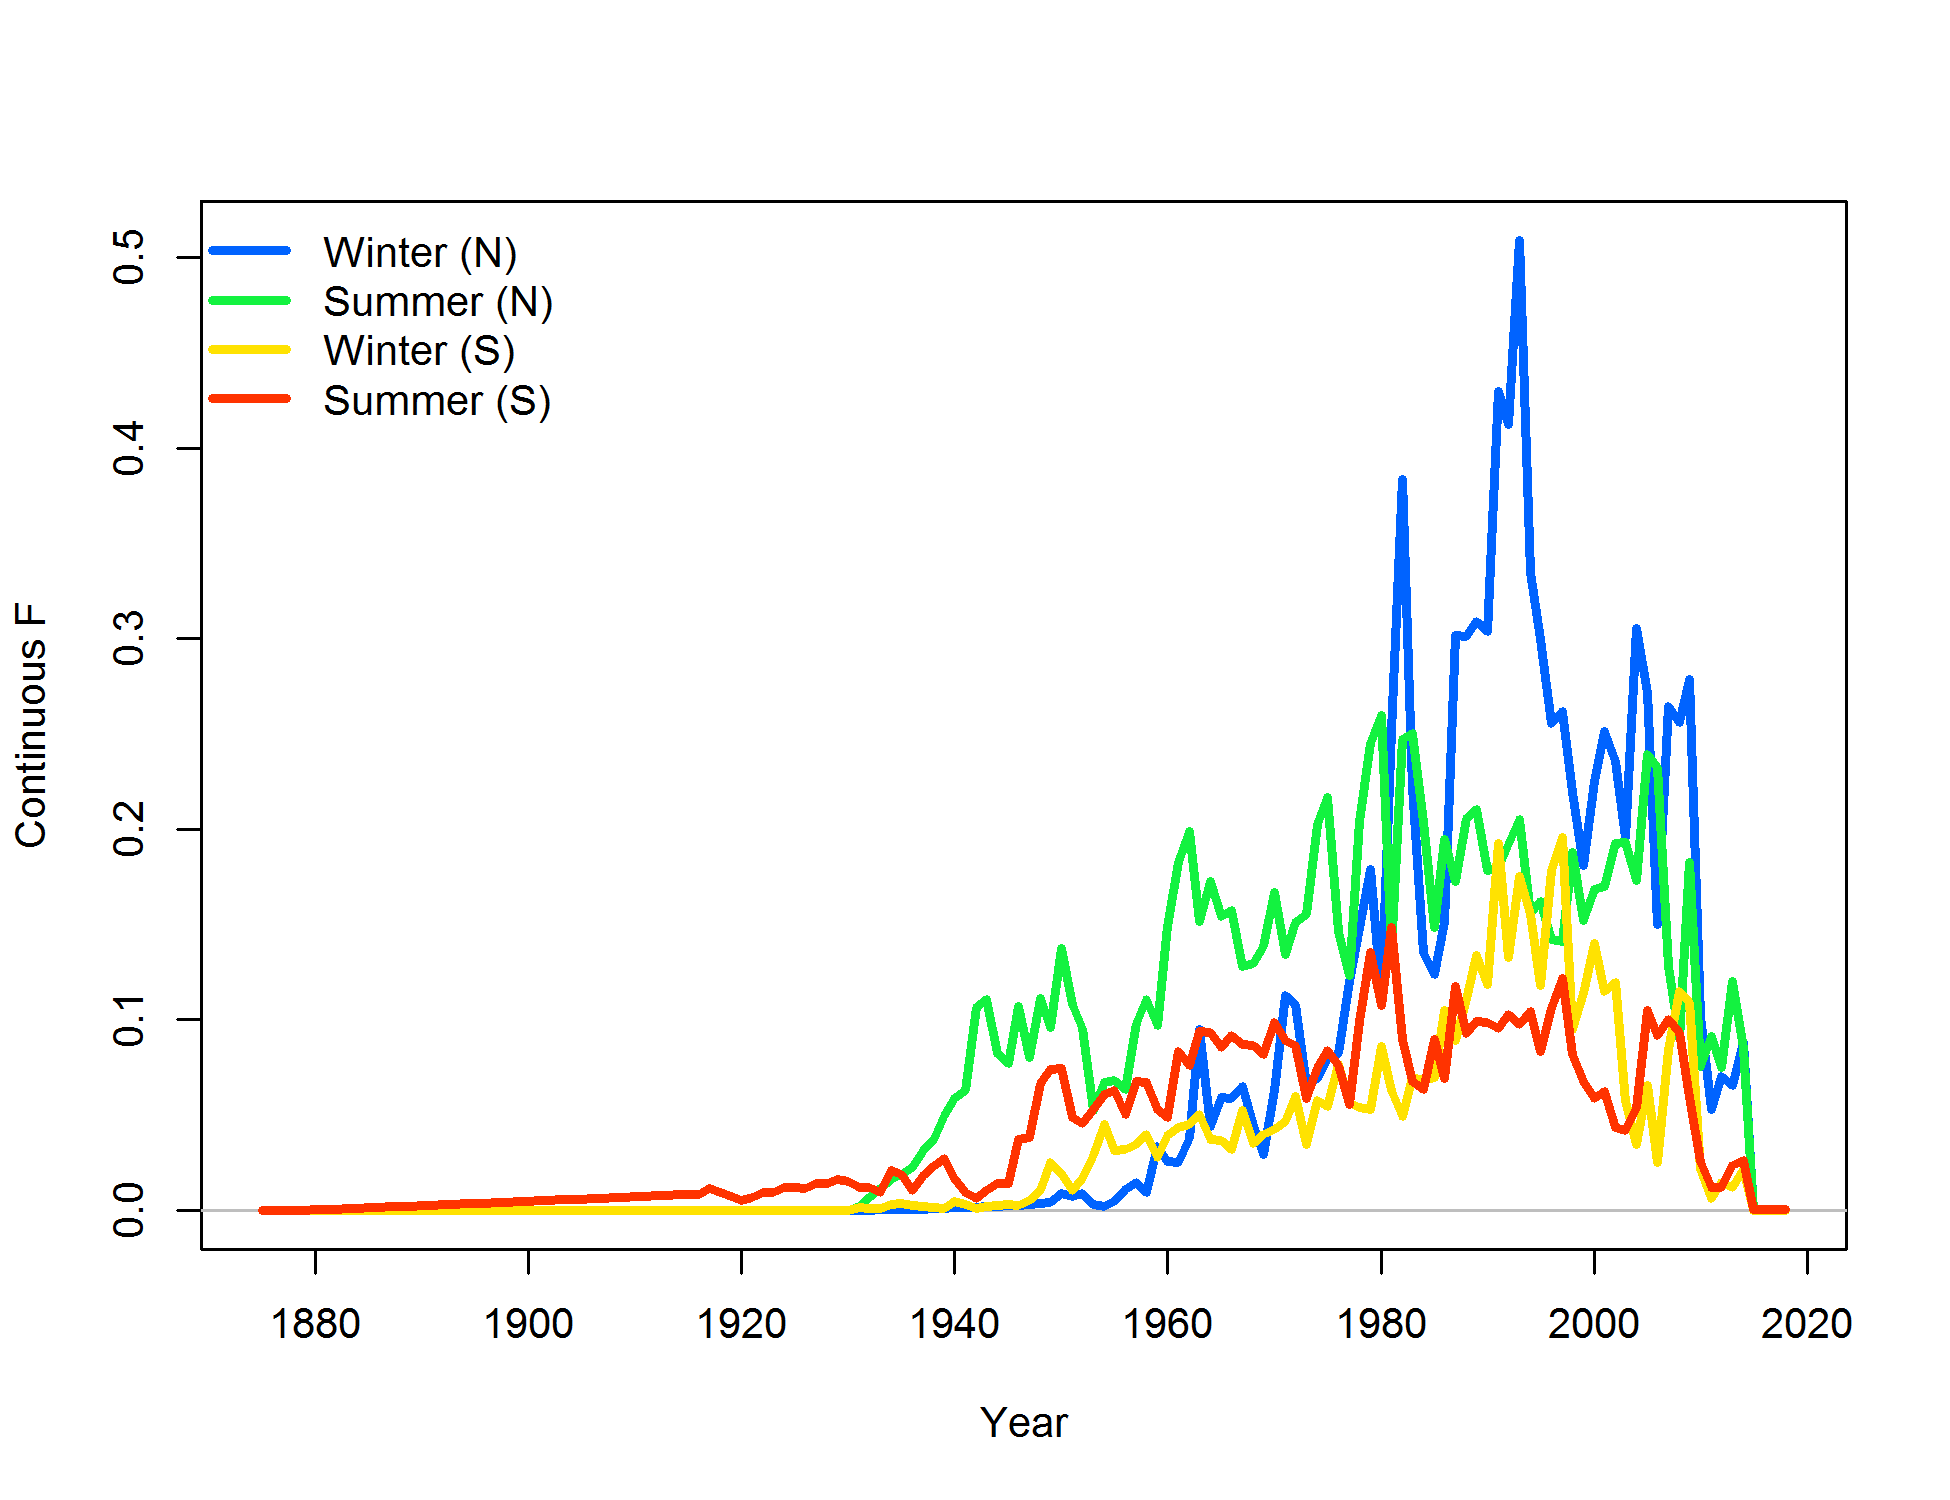 Winter (N)
Summer (N)
Winter (S)
Summer (S)
Continuous F
0.5
0.4
0.3
0.2
0.1
0.0
1880 1900 1920 1940 1960 1980 2000 2020
Year